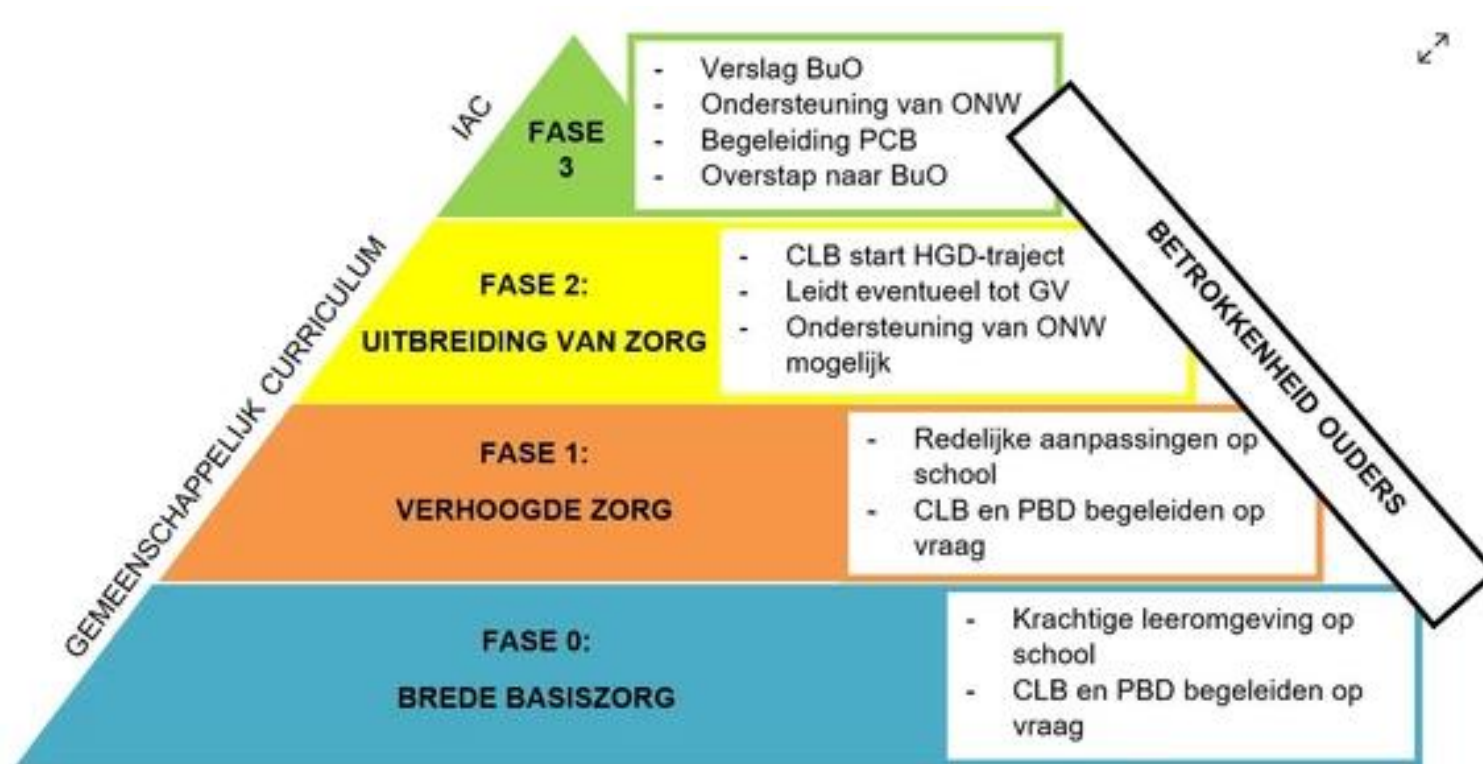 IAC
GEMEENSCHAPPELIJK CURRICULUM
FASE
3
- Verslag BuO
- Ondersteuning van ONW
- Begeleiding PCB
- Overstap naar BuO
FASE 2:
UITBREIDING VAN ZORG
- CLB start HGD-traject
- Leidt eventueel tot GV
- Ondersteuning van ONW
mogelijk
FASE 1:
VERHOOGDE ZORG
- Redelijke aanpassingen op
school
- CLB en PBD begeleiden op
vraag
FASE 0:
BREDE BASISZORG
- Krachtige leeromgeving op
school
- CLB en PBD begeleiden op
vraag
BETROKKENHEID OUDERS